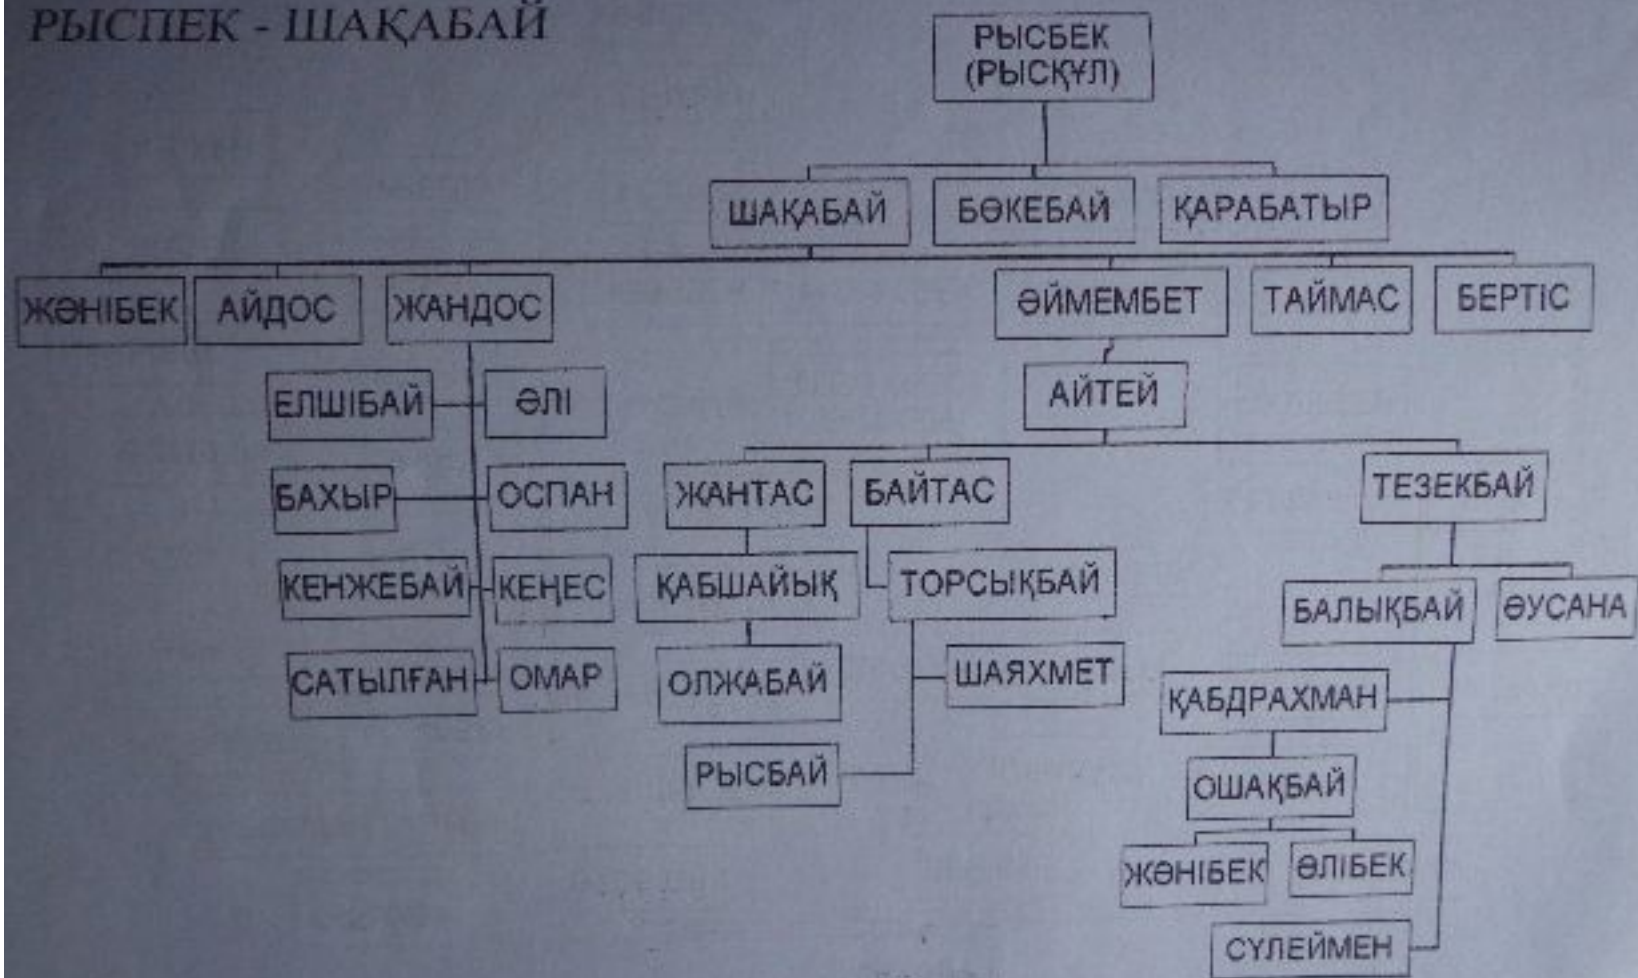 РЫСПЕК - ШАҚАБАЙ
РЫСБЕК
(РЫСҚҰЛ)
ШАҚАБАЙ
БӨКЕБАЙ
ҚАРАБАТЫР
ЖӘНІБЕК
АЙДОС
ЖАНДОС
ӘЙМЕМБЕТ
ТАЙМАС
БЕРТІС
ЕЛШІБАЙ
ӘЛІ
АЙТЕЙ
БАХЫР
ОСПАН
ЖАНТАС
БАЙТАС
ТЕЗЕКБАЙ
КЕНЖЕБАЙ
КЕҢЕС
ҚАБШАЙЫҚ
ТОРСЫҚБАЙ
БАЛЫҚБАЙ
ӘУСАНА
САТЫЛҒАН
ОМАР
ОЛЖАБАЙ
ШАЯХМЕТ
ҚАБДРАХМАН
РЫСБАЙ
ОШАҚБАЙ
ЖӘНІБЕК
ӘЛІБЕК
СҮЛЕЙМЕН